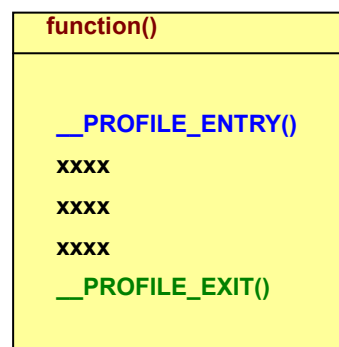 function()
__PROFILE_ENTRY()
xxxx
xxxx
xxxx
__PROFILE_EXIT()